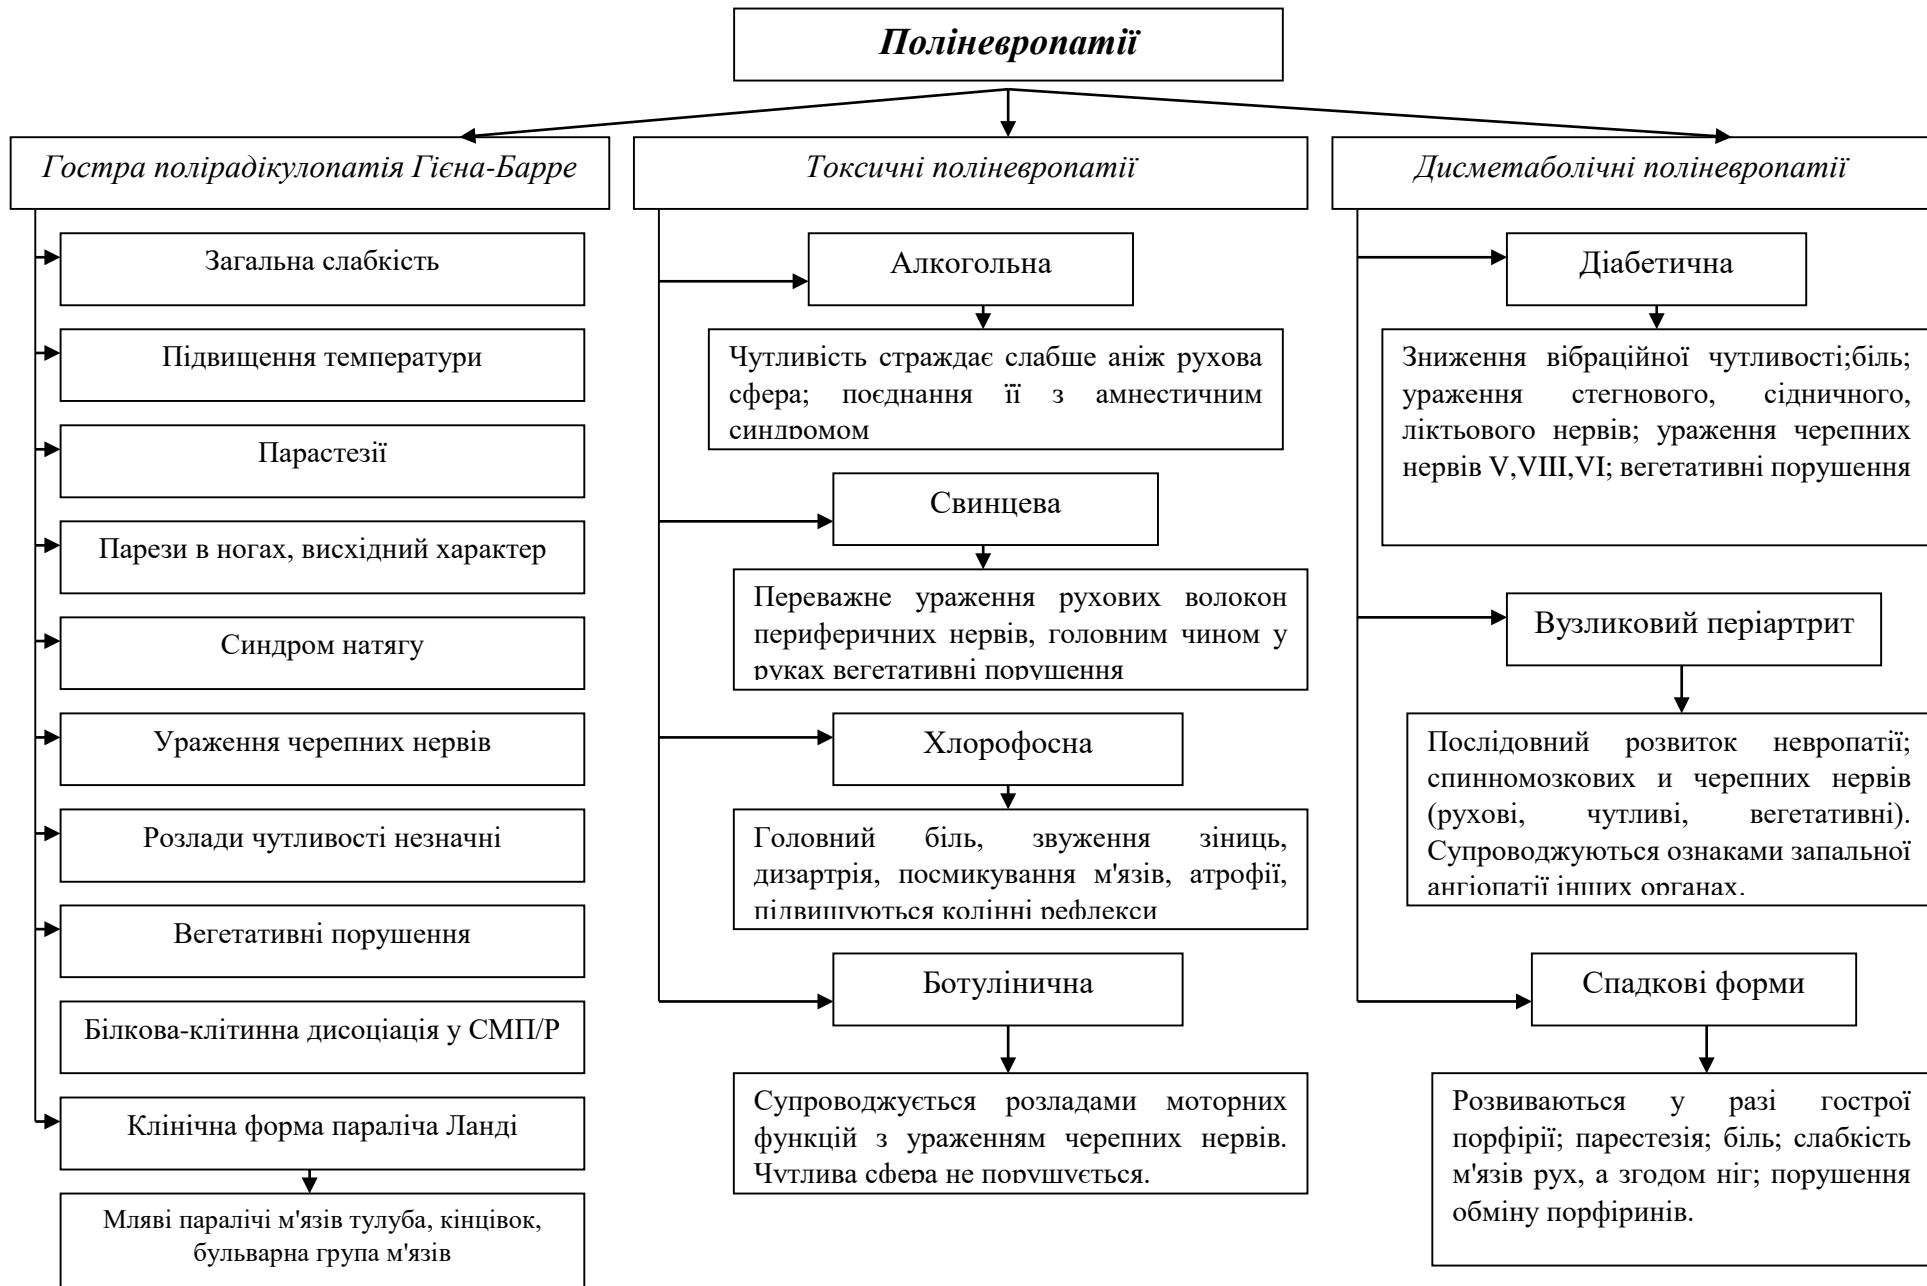 Поліневропатії
Гостра полірадікулопатія Гієна-Барре
Загальна слабкість
Підвищення температури
Парастезії
Парези в ногах, висхідний характер
Синдром натягу
Ураження черепних нервів
Розлади чутливості незначні
Вегетативні порушення
Білкова-клітинна дисоціація у СМП/Р
Клінічна форма параліча Ланді
Мляві паралічі м'язів тулуба, кінцівок,
бульварна група м'язів
Токсичні поліневропатії
Алкогольна
Чутливість страждає слабше аніж рухова
сфера; поєднання її з амнестичним
синдромом
Свинцева
Переважне ураження рухових волокон
периферичних нервів, головним чином у
руках вегетативні порушення
Хлорофосна
Головний біль, звуження зіниць,
дизартрія, посмикування м'язів, атрофії,
підвищуються колінні рефлекси
Ботулінична
Супроводжується розладами моторних
функцій з ураженням черепних нервів.
Чутлива сфера не порушується.
Дисметаболічні поліневропатії
Діабетична
Зниження вібраційної чутливості;біль;
ураження стегнового, сідничного,
ліктьового нервів; ураження черепних
нервів V,VIII,VI; вегетативні порушення
Вузликовий періартрит
Послідовний розвиток невропатії;
спинномозкових и черепних нервів
(рухові, чутливі, вегетативні).
Супроводжуються ознаками запальної
ангіопатії інших органах.
Спадкові форми
Розвиваються у разі гострої
порфірії; парестезія; біль; слабкість
м'язів рух, а згодом ніг; порушення
обміну порфіринів.